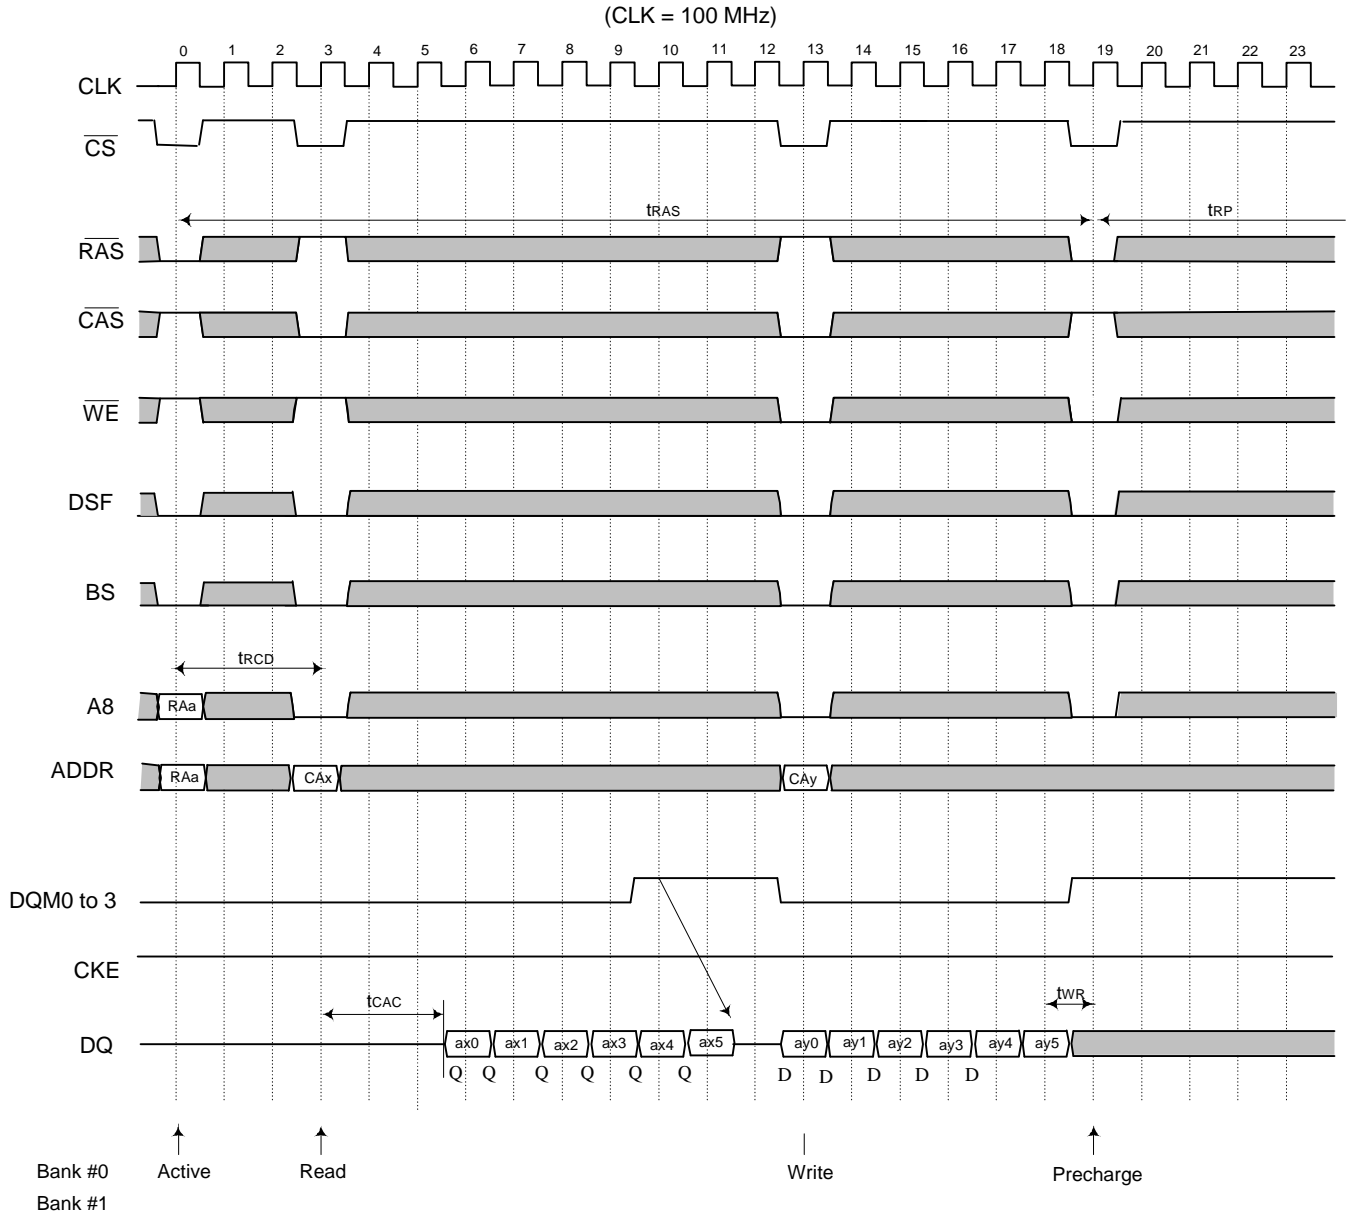 (CLK = 100 MHz)
0 1 2 3 4 5 6 7 8 9 10 11 12 13 14 15 16 17 18 19 20 21 22 23
CLK
CS
tRAS tRP
RAS
CAS
WE
DSF
BS
tRCD
A8 RAa
ADDR RAa CAx CAy
DQM0 to 3
CKE
tCAC tWR
DQ ax0 ax1 ax2 ax3 ax4 ax5 ay0 ay1 ay2 ay3 ay4 ay5
Q Q Q Q Q Q D D D D D
Bank #0 Active Read Write Precharge
Bank #1